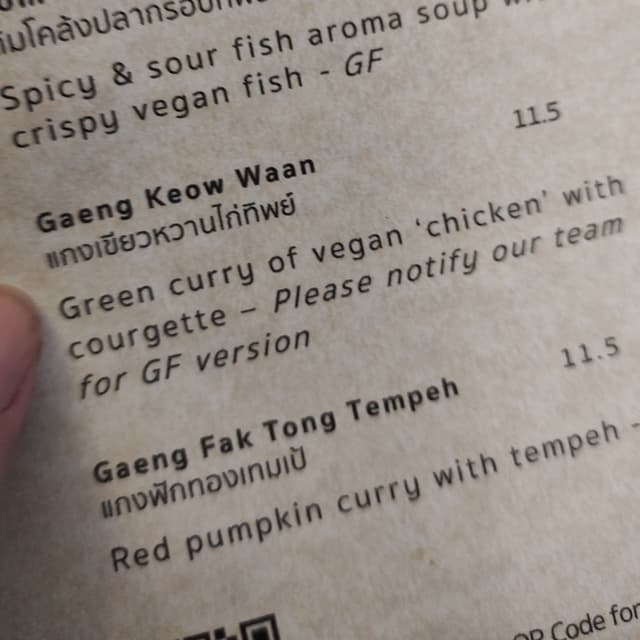 Spicy & sour fish aroma soup
crispy vegan fish - GF
11.5
Gaeng Keow Waan
แกงเขียวหวานไก่ทิพย์
Green curry of vegan ‘chicken’ with
courgette – Please notify our team
for GF version
11.5
Gaeng Fak Tong Tempeh
แกงฟักทองเทมเป้
Red pumpkin curry with tempeh -
QR Code for